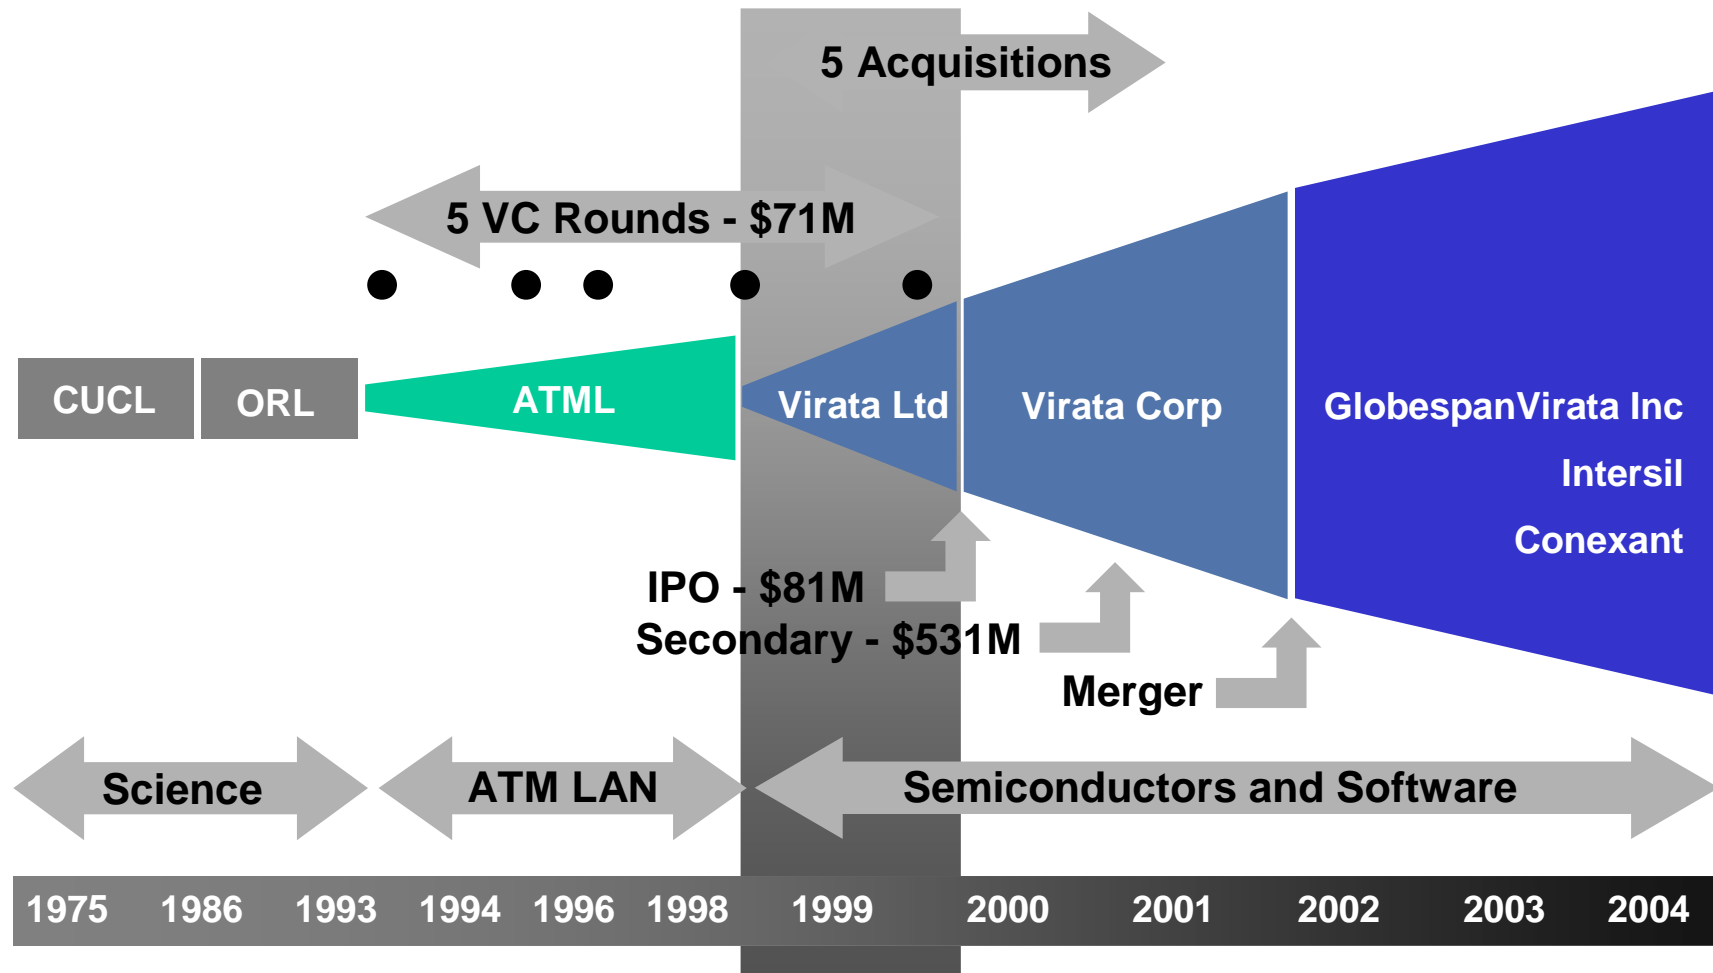 5 Acquisitions
5 VC Rounds - $71M
CUCL
ORL
ATML
Virata Ltd
Virata Corp
GlobespanVirata Inc
Intersil
Conexant
IPO - $81M
Secondary - $531M
Merger
Science
ATM LAN
Semiconductors and Software
1975 1986 1993 1994 1996 1998 1999 2000 2001 2002 2003 2004